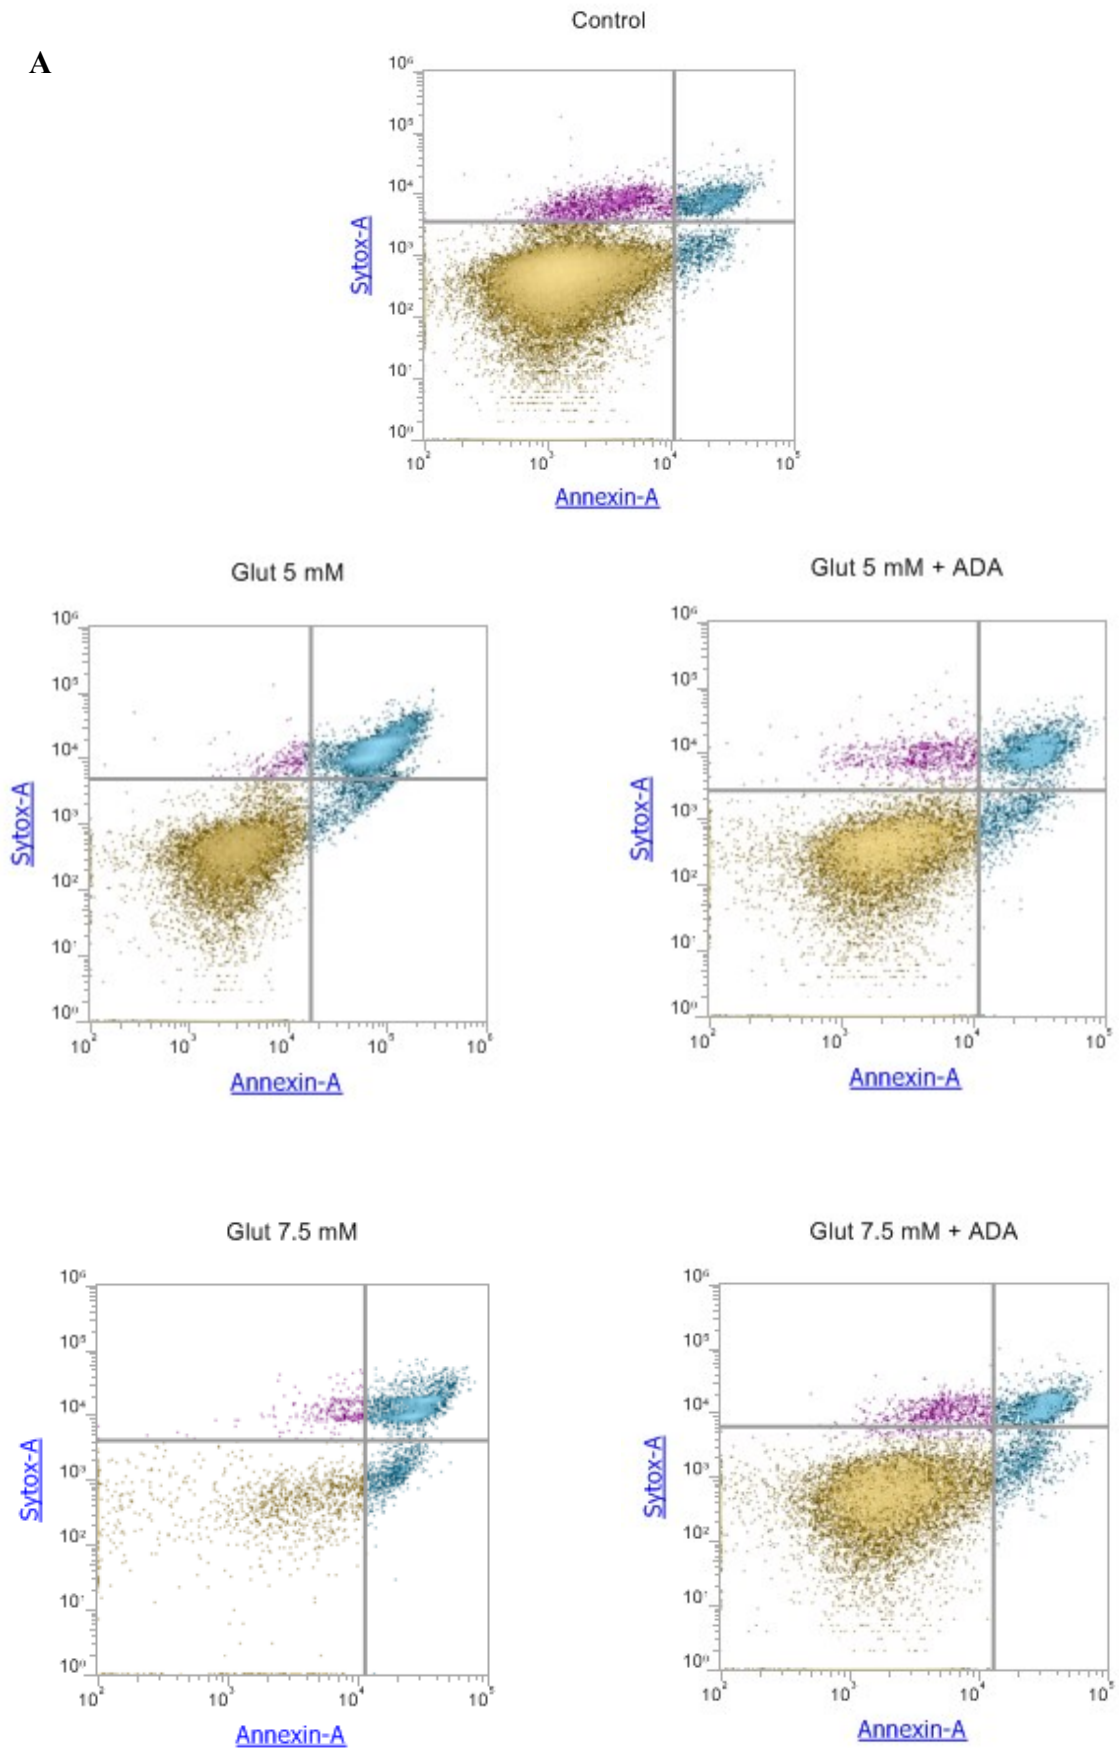 Control
A
10⁶
10⁵
10⁴
10³
10²
10¹
10⁰
Sytox-A
10² 10³ 10⁴ 10⁵
Annexin-A
Glut 5 mM
10⁶
10⁵
10⁴
10³
10²
10¹
10⁰
Sytox-A
10² 10³ 10⁴ 10⁵ 10⁶
Annexin-A
Glut 5 mM + ADA
10⁶
10⁵
10⁴
10³
10²
10¹
10⁰
Sytox-A
10² 10³ 10⁴ 10⁵
Annexin-A
Glut 7.5 mM
10⁶
10⁵
10⁴
10³
10²
10¹
10⁰
Sytox-A
10² 10³ 10⁴ 10⁵
Annexin-A
Glut 7.5 mM + ADA
10⁶
10⁵
10⁴
10³
10²
10¹
10⁰
Sytox-A
10² 10³ 10⁴ 10⁵
Annexin-A